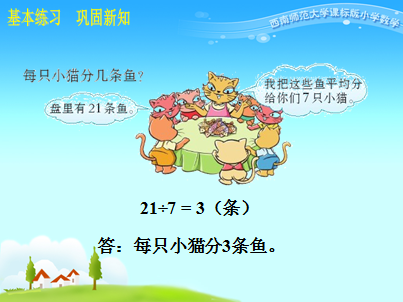 基本练习 巩固新知
西南师范大学课标版小学数学
每只小猫分几条鱼?
盘里有21条鱼。
我把这些鱼平均分
给你们7只小猫。
21÷7 = 3（条）
答：每只小猫分3条鱼。